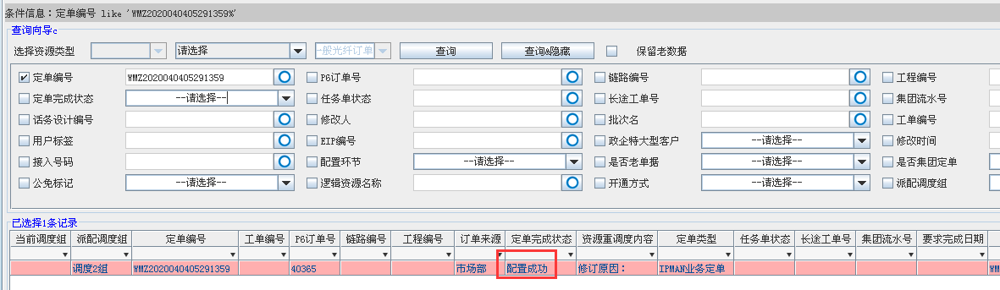 条件信息：定单编号 like 'WMZ2020040405291359%'
查询向导c
选择资源类型 请选择 一般光纤订单 查询 查询&隐藏 保留老数据
定单编号 WMZ2020040405291359 P6订单号 链路编号 工程编号
定单完成状态 --请选择-- 任务单状态 长途工单号 集团流水号
话务设计编号 修改人 批次名 工单编号
用户标签 EIP编号 政企特大型客户 --请选择-- 修改时间
接入号码 配置环节 --请选择-- 是否老单据 --请选择-- 是否集团定单
公免标记 --请选择-- 逻辑资源名称 开通方式 --请选择-- 派配调度组
已选择1条记录
当前调度组 派配调度组 定单编号 工单编号 P6订单号 链路编号 工程编号 订单来源 定单完成状态 资源重调度内容 定单类型 任务单状态 长途工单号 集团流水号 要求完成日期
调度2组 WMZ2020040405291359 40365 市场部 配置成功 修订原因： IPMAN业务定单 WM